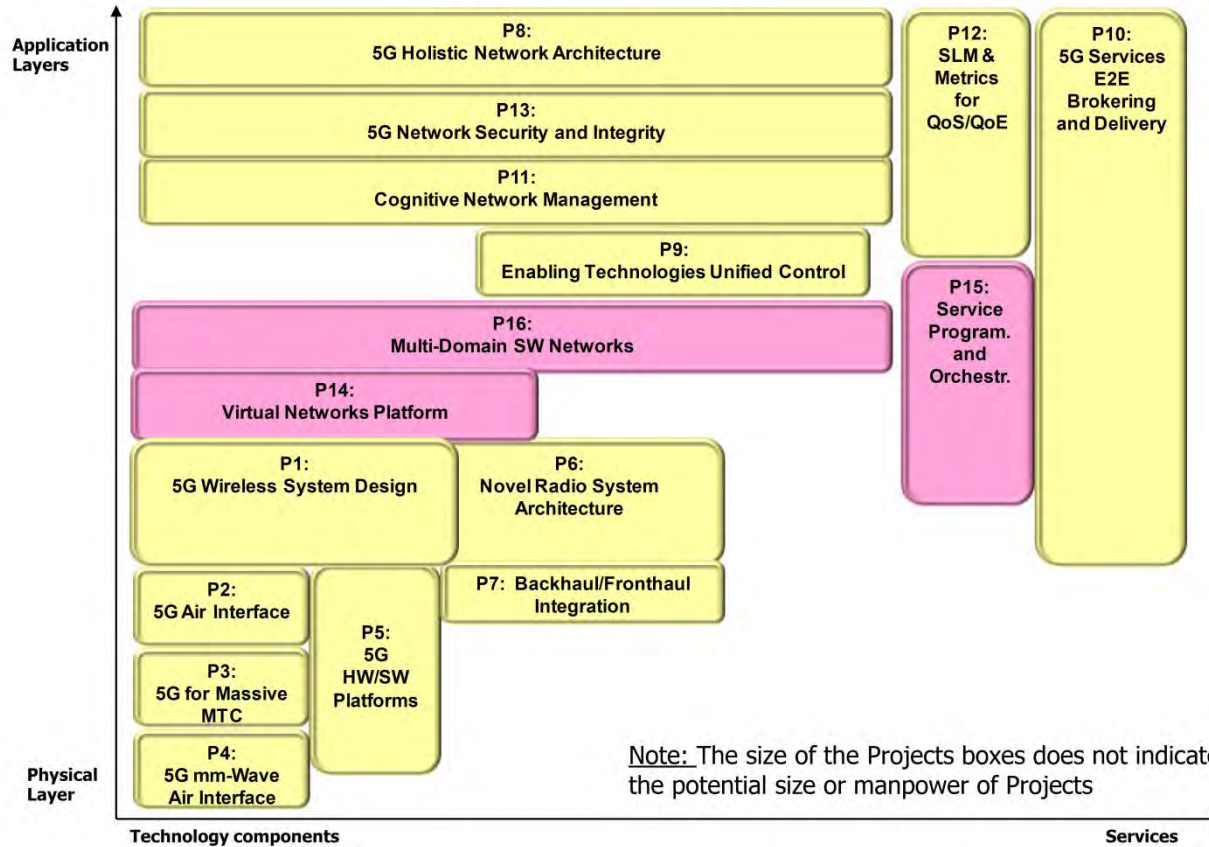 Application
Layers
P8:
5G Holistic Network Architecture
P12:
SLM &
Metrics
for
QoS/QoE
P10:
5G Services
E2E
Brokering
and Delivery
P13:
5G Network Security and Integrity
P11:
Cognitive Network Management
P9:
Enabling Technologies Unified Control
P16:
Multi-Domain SW Networks
P15:
Service
Program.
and
Orchestr.
P14:
Virtual Networks Platform
P1:
5G Wireless System Design
P6:
Novel Radio System
Architecture
P2:
5G Air Interface
P5:
5G
HW/SW
Platforms
P7: Backhaul/Fronthaul
Integration
P3:
5G for Massive
MTC
P4:
5G mm-Wave
Air Interface
Physical
Layer
Note: The size of the Projects boxes does not indicate
the potential size or manpower of Projects
Technology components
Services